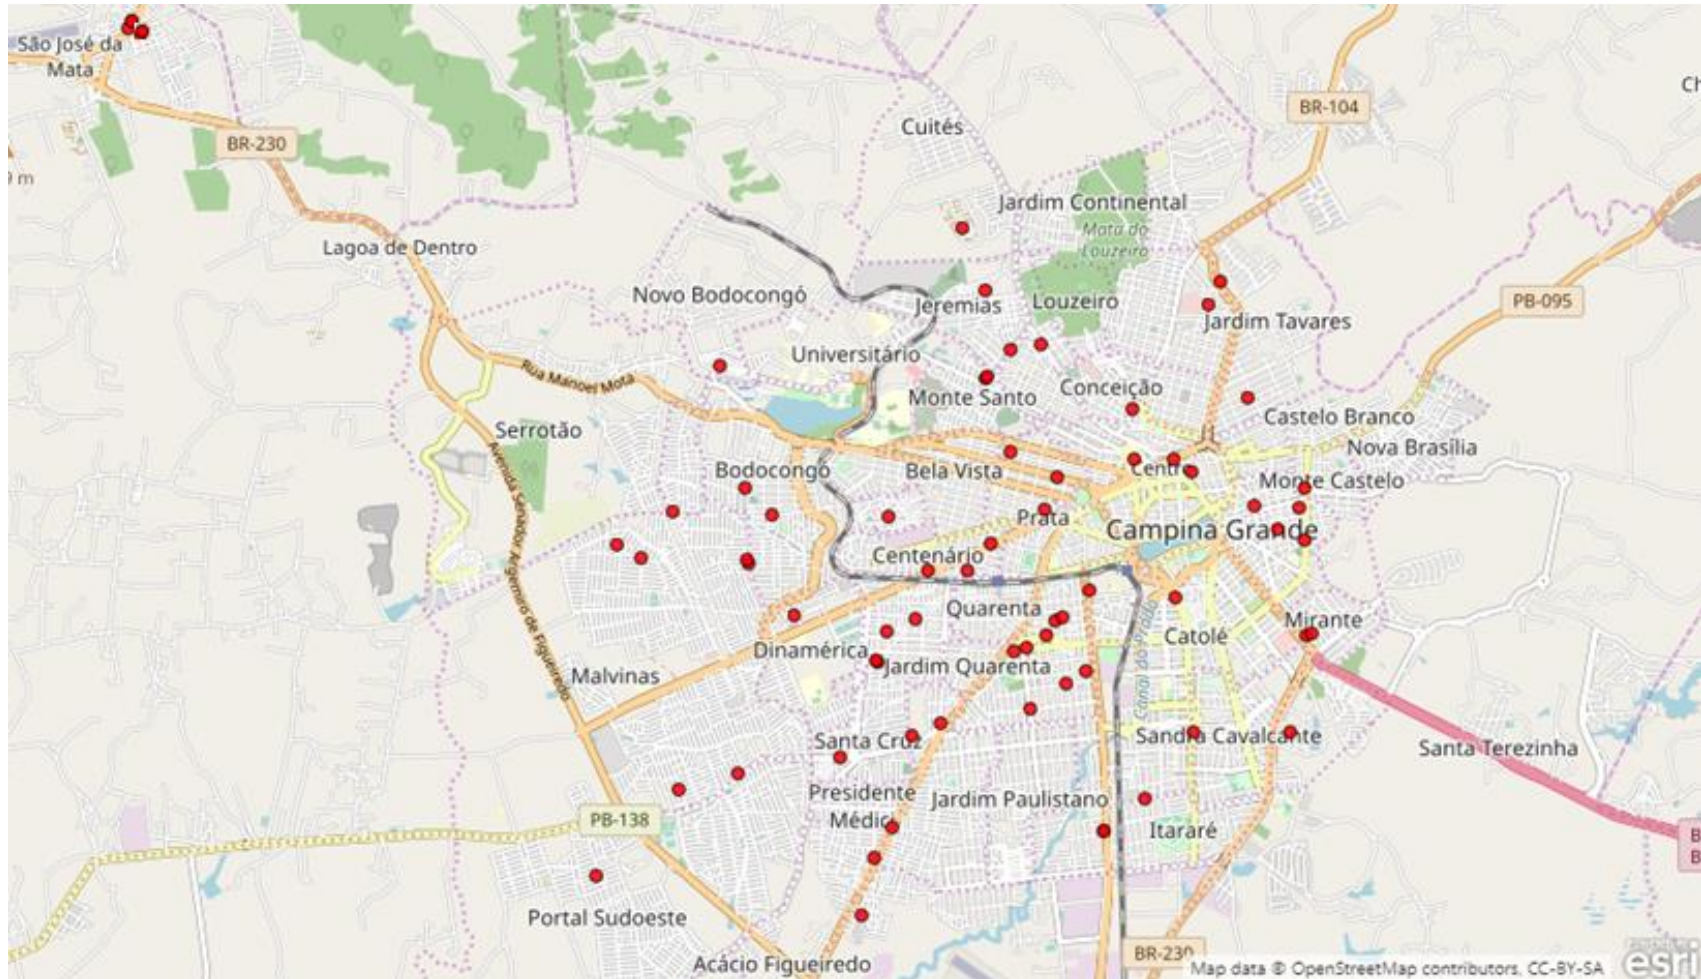 São José da
Mata
BR-230
9 m
Lagoa de Dentro
Cuités
BR-104
Jardim Continental
Mata do
Louzeiro
Novo Bodocongó
Jeremias
Louzeiro
Jardim Tavares
PB-095
Universitário
Rua Manoel Mota
Monte Santo
Conceição
Castelo Branco
Nova Brasília
Serrotão
Bodocongó
Bela Vista
Centro
Monte Castelo
Prata
Campina Grande
Centenário
Avenida Senador Argemiro de Figueiredo
Quarenta
Canal do Prado
Catolé
Mirante
Dinamérica
Jardim Quarenta
Malvinas
Santa Cruz
Sandra Cavalcante
Santa Terezinha
Presidente
Médici
Jardim Paulistano
Itararé
PB-138
Portal Sudoeste
Acácio Figueiredo
BR-230
Map data © OpenStreetMap contributors, CC-BY-SA
esri